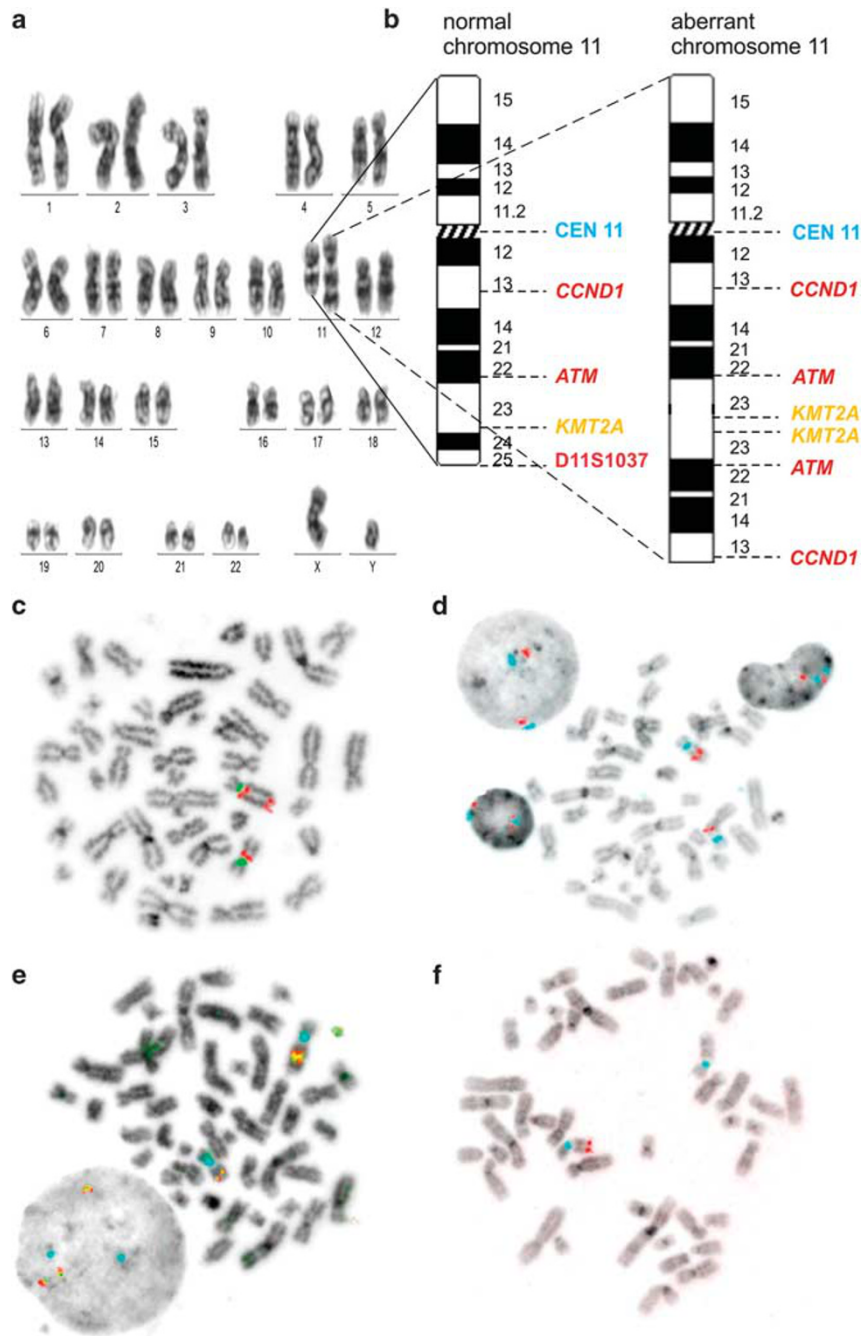 a
b
normal
chromosome 11
aberrant
chromosome 11
1 2 3 4 5
6 7 8 9 10 11 12
13 14 15 16 17 18
19 20 21 22 X Y
15
14
13
12
11.2
CEN 11
12
13
CCND1
14
21
22
ATM
23
KMT2A
24
25
D11S1037
15
14
13
12
11.2
CEN 11
12
13
CCND1
14
21
22
ATM
23
KMT2A
KMT2A
23
ATM
22
21
14
13
CCND1
c
d
e
f